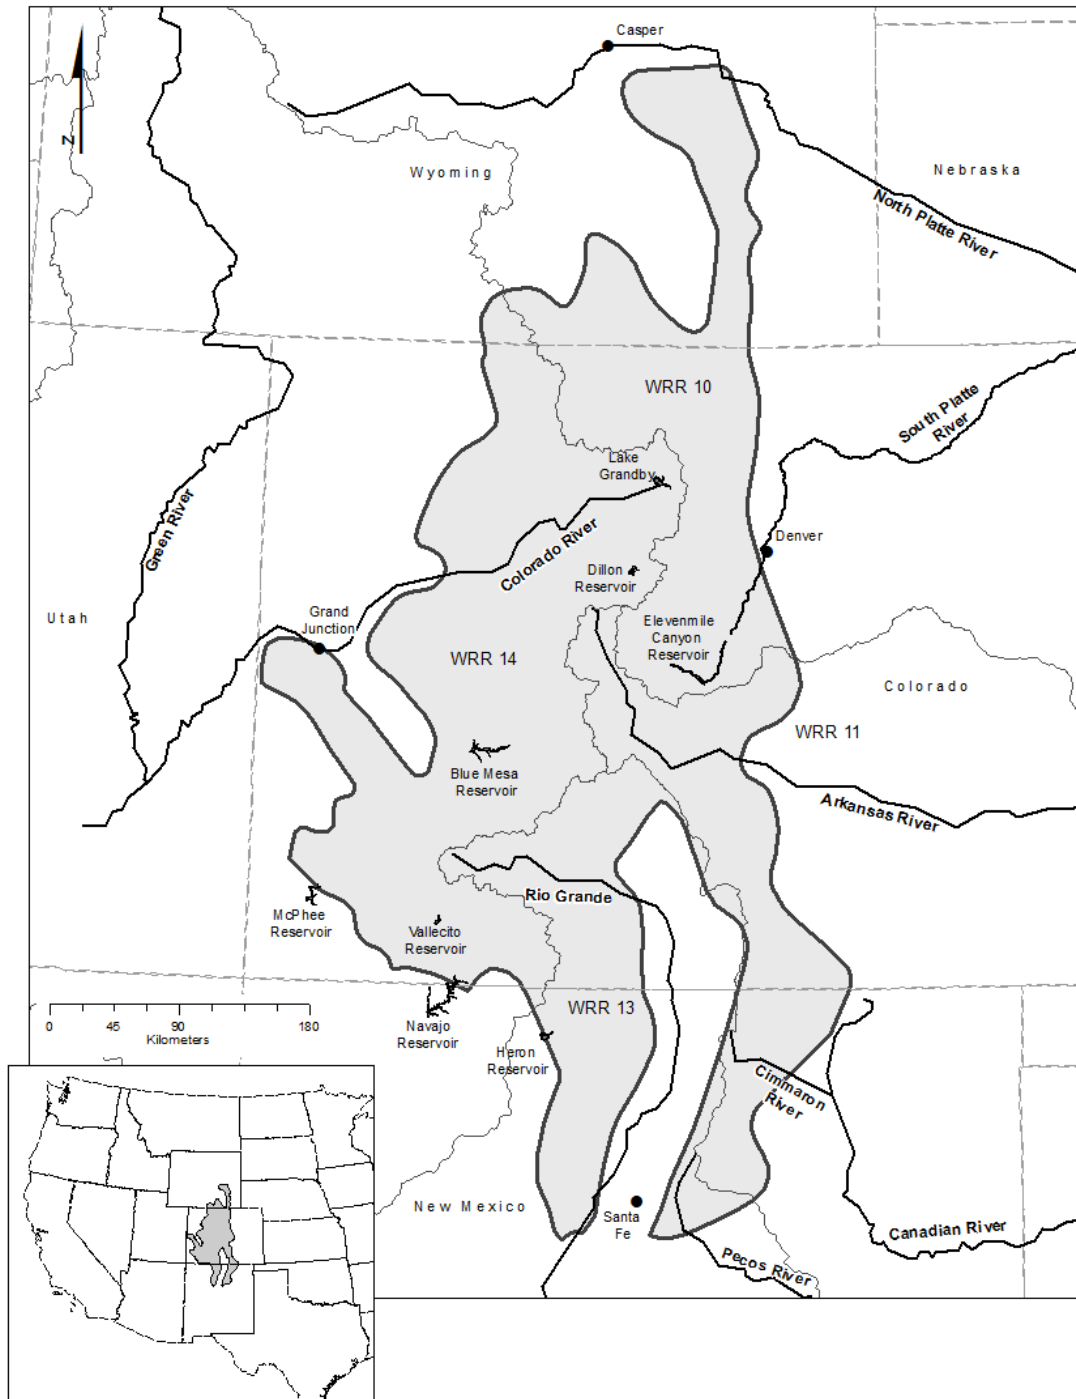 Casper
Wyoming
Nebraska
North Platte River
N
WRR 10
South Platte
River
Lake
Grandby
Green River
Colorado River
Denver
Dillon
Reservoir
Utah
Grand
Junction
Elevenmile
Canyon
Reservoir
WRR 14
Colorado
WRR 11
Blue Mesa
Reservoir
Arkansas River
Rio Grande
McPhee
Reservoir
Vallecito
Reservoir
WRR 13
0 45 90 180
Kilometers
Navajo
Reservoir
Heron
Reservoir
Cimmaron
River
New Mexico
Santa
Fe
Canadian River
Pecos River